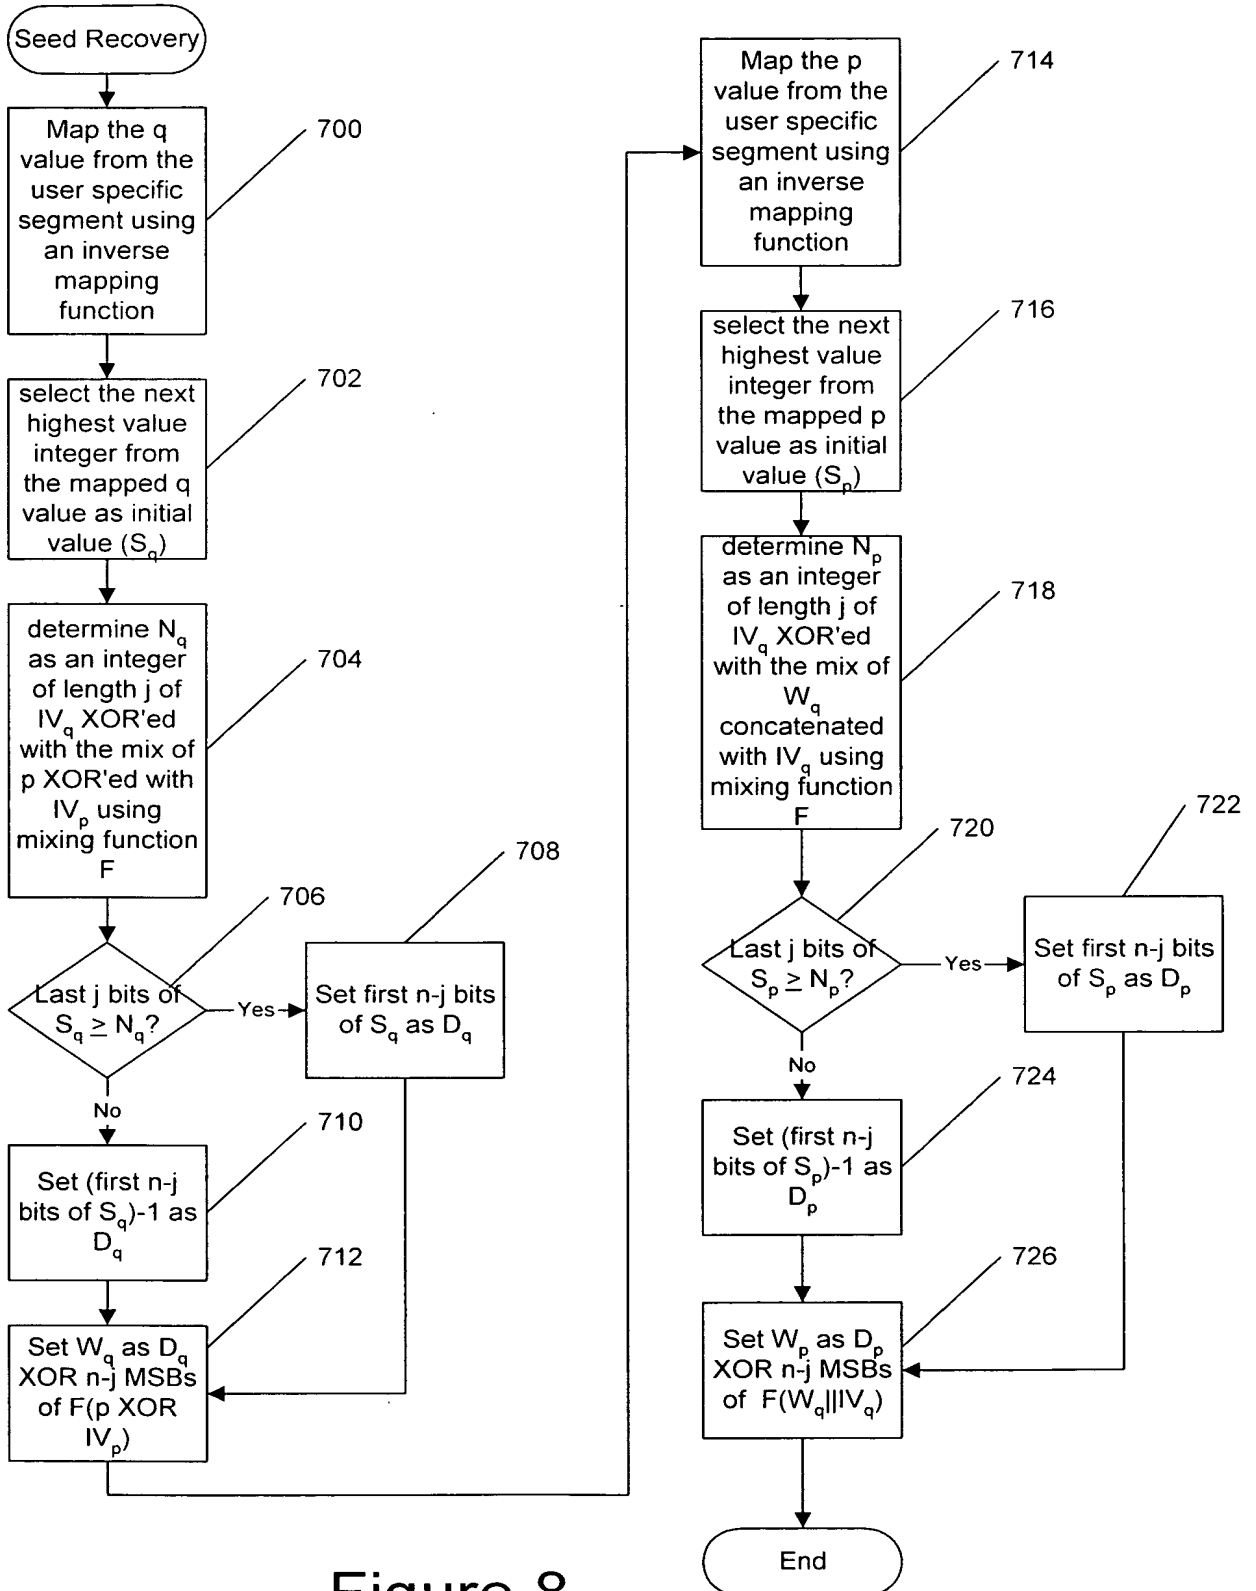 Seed Recovery
Map the q
value from the
user specific
segment using
an inverse
mapping
function
700
select the next
highest value
integer from
the mapped q
value as initial
value (Sq)
702
determine Nq
as an integer
of length j of
IVq XOR'ed
with the mix of
p XOR'ed with
IVp using
mixing function
F
704
706
Last j bits of
Sq ≥ Nq?
Yes
708
Set first n-j bits
of Sq as Dq
No
710
Set (first n-j
bits of Sq)-1 as
Dq
712
Set Wq as Dq
XOR n-j MSBs
of F(p XOR
IVp)
Map the p
value from the
user specific
segment using
an inverse
mapping
function
714
select the next
highest value
integer from
the mapped p
value as initial
value (Sp)
716
determine Np
as an integer
of length j of
IVq XOR'ed
with the mix of
Wq
concatenated
with IVq using
mixing function
F
718
720
Last j bits of
Sp ≥ Np?
Yes
722
Set first n-j bits
of Sp as Dp
No
724
Set (first n-j
bits of Sp)-1 as
Dp
726
Set Wp as Dp
XOR n-j MSBs
of F(Wq||IVq)
End
Figure 8